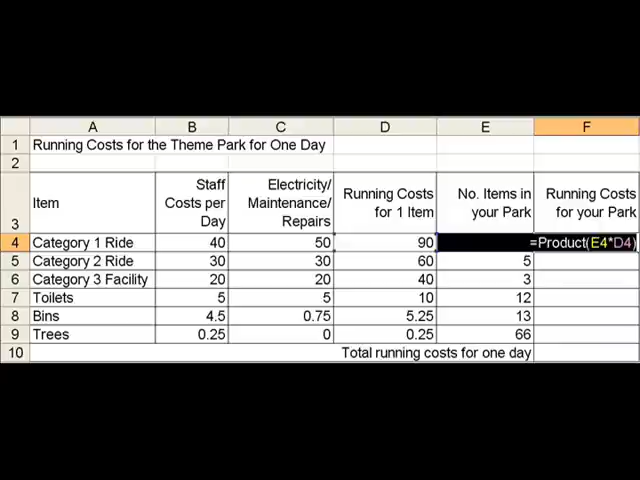 A B C D E F
1 Running Costs for the Theme Park for One Day
2
3 Item Staff Costs per Day Electricity/ Maintenance/ Repairs Running Costs for 1 Item No. Items in your Park Running Costs for your Park
4 Category 1 Ride 40 50 90 =Product(E4*D4)
5 Category 2 Ride 30 30 60 5
6 Category 3 Facility 20 20 40 3
7 Toilets 5 5 10 12
8 Bins 4.5 0.75 5.25 13
9 Trees 0.25 0 0.25 66
10 Total running costs for one day